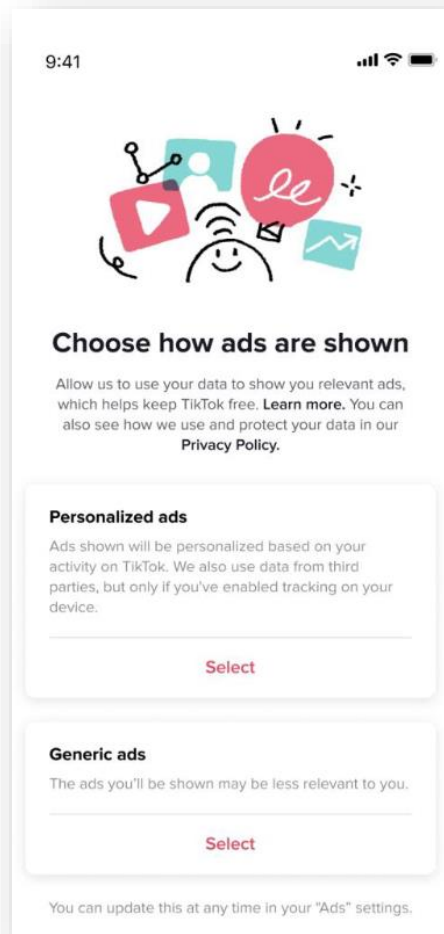 9:41
Choose how ads are shown
Allow us to use your data to show you relevant ads,
which helps keep TikTok free. Learn more. You can
also see how we use and protect your data in our
Privacy Policy.
Personalized ads
Ads shown will be personalized based on your
activity on TikTok. We also use data from third
parties, but only if you've enabled tracking on your
device.
Select
Generic ads
The ads you'll be shown may be less relevant to you.
Select
You can update this at any time in your "Ads" settings.